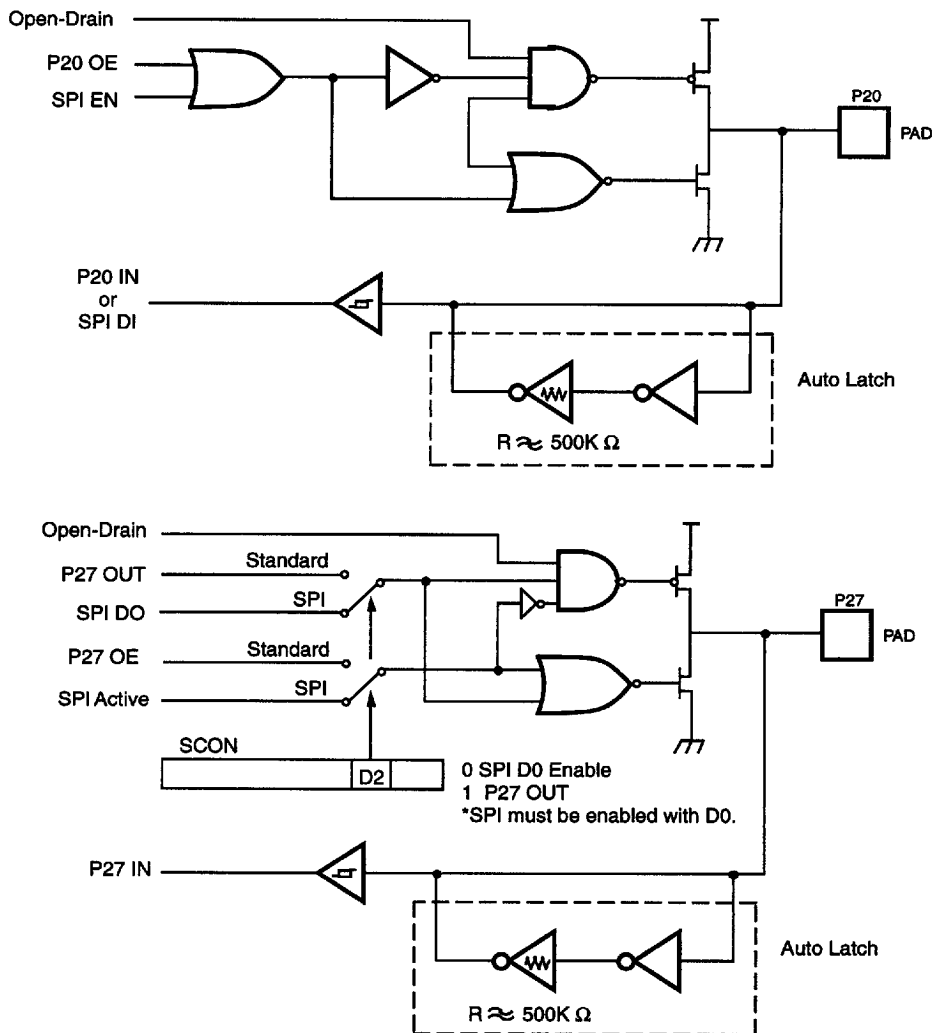 Open-Drain
P20 OE
SPI EN
P20
PAD
P20 IN
or
SPI DI
Auto Latch
R ≈ 500K Ω
Open-Drain
P27 OUT
Standard
SPI DO
SPI
P27 OE
Standard
SPI Active
SPI
P27
PAD
SCON
D2
0 SPI D0 Enable
1 P27 OUT
*SPI must be enabled with D0.
P27 IN
Auto Latch
R ≈ 500K Ω